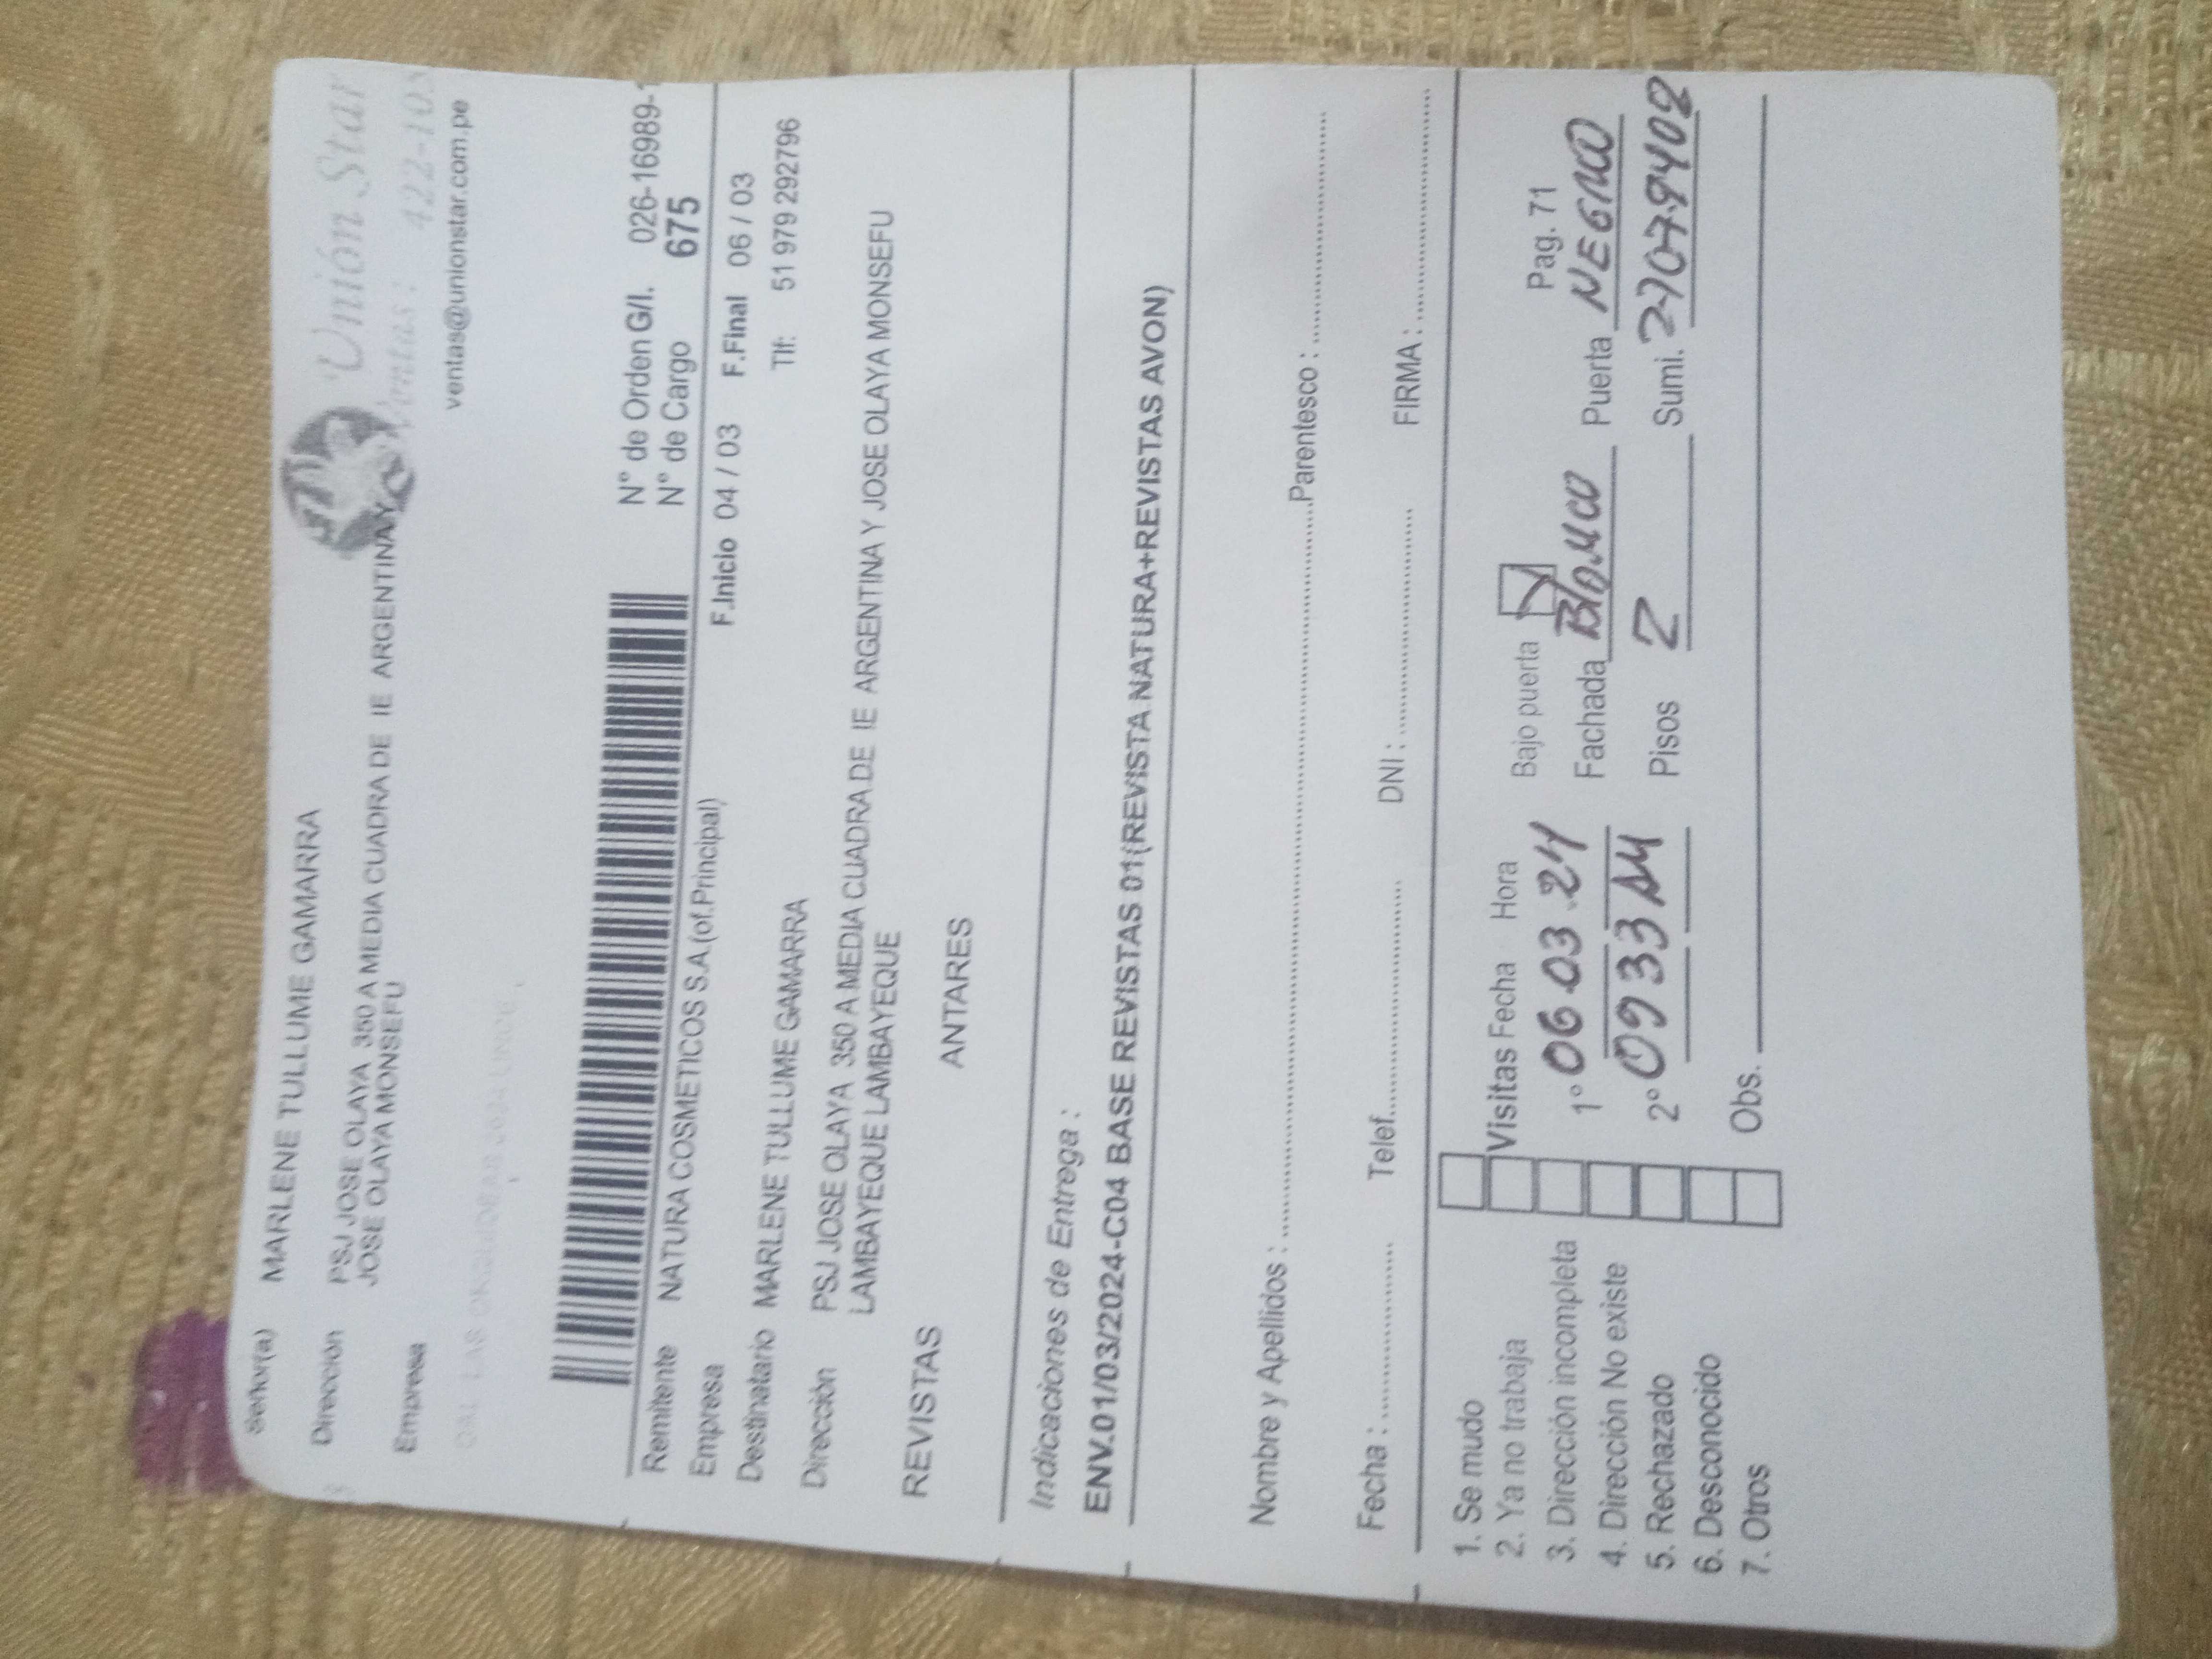 Señor(a) MARLENE TULLUME GAMARRA
Unión Star
Dirección PSJ JOSE OLAYA 350 A MEDIA CUADRA DE IE ARGENTINA Y
JOSE OLAYA MONSEFU
Ventas : 422-10
Empresa
ventas@unionstar.com.pe
N° de Orden G/I. 026-16989-1
Remitente NATURA COSMETICOS S.A.(of.Principal) N° de Cargo 675
Empresa F.Inicio 04 / 03 F.Final 06 / 03
Destinatario MARLENE TULLUME GAMARRA Tlf: 51 979 292796
Dirección PSJ JOSE OLAYA 350 A MEDIA CUADRA DE IE ARGENTINA Y JOSE OLAYA MONSEFU
LAMBAYEQUE LAMBAYEQUE
REVISTAS ANTARES
Indicaciones de Entrega :
ENV.01/03/2024-C04 BASE REVISTAS 01(REVISTA NATURA+REVISTAS AVON)
Nombre y Apellidos : Parentesco :
Fecha : Telef. DNI : FIRMA :
1. Se mudo
2. Ya no trabaja Visitas Fecha Hora Bajo puerta Pag. 71
3. Dirección incompleta 1° 06 03 24 Fachada Blanco Puerta NEGRO
4. Dirección No existe
5. Rechazado 2° 0933 AM Pisos 2 Sumi. 27079402
6. Desconocido
7. Otros Obs.